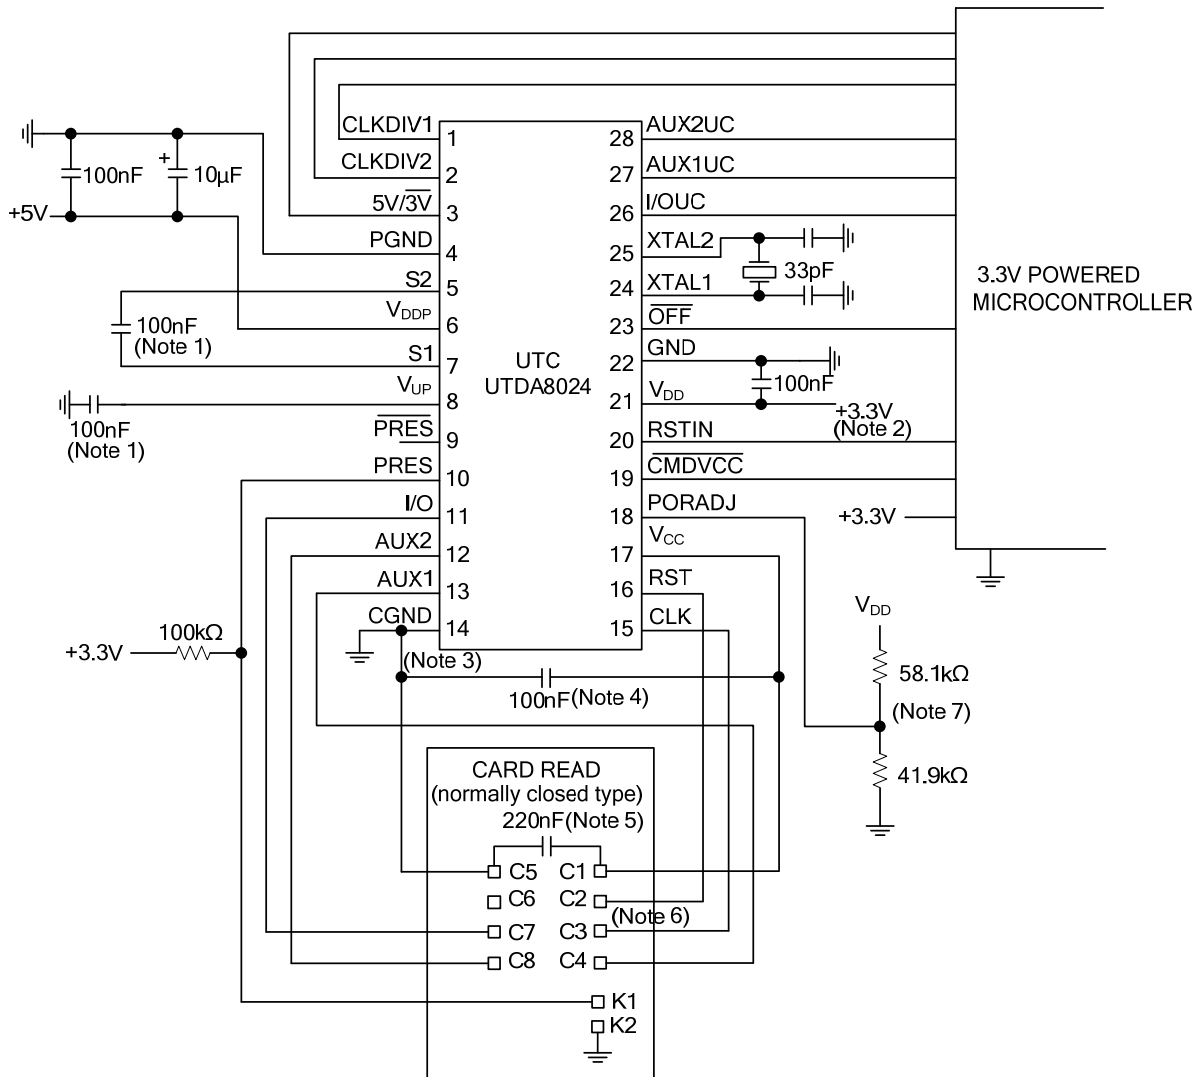 CLKDIV1
1
CLKDIV2
2
5V/3V
3
PGND
4
S2
5
VDDP
6
S1
7
VUP
8
PRES
9
PRES
10
I/O
11
AUX2
12
AUX1
13
CGND
14
UTC
UTDA8024
AUX2UC
28
AUX1UC
27
I/OUC
26
XTAL2
25
XTAL1
24
OFF
23
GND
22
VDD
21
RSTIN
20
CMDVCC
19
PORADJ
18
VCC
17
RST
16
CLK
15
100nF
+
10µF
+5V
100nF
(Note 1)
100nF
(Note 1)
33pF
100nF
+3.3V
(Note 2)
3.3V POWERED
MICROCONTROLLER
+3.3V
100kΩ
+3.3V
(Note 3)
100nF(Note 4)
VDD
58.1kΩ
(Note 7)
41.9kΩ
CARD READ
(normally closed type)
220nF(Note 5)
C5 C1
C6 C2
(Note 6)
C7 C3
C8 C4
K1
K2